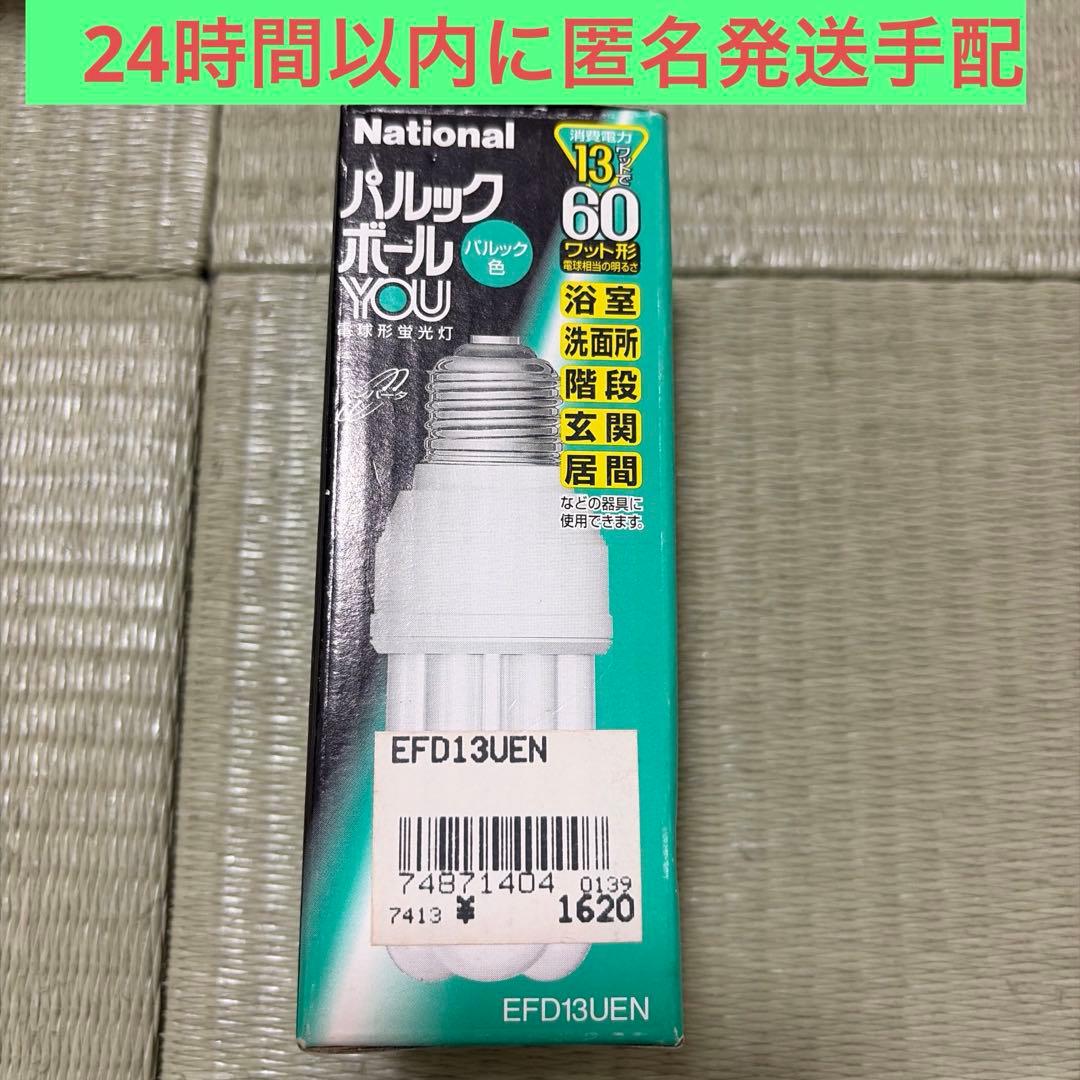 24時間以内に匿名発送手配
National
パルック
ボール
YOU
電球形蛍光灯
パルック
色
消費電力
13ワットで
60
ワット形
電球相当の明るさ
浴室
洗面所
階段
玄関
居間
などの器具に
使用できます。
EFD13UEN
74871404 0139
7413 ¥ 1620
EFD13UEN